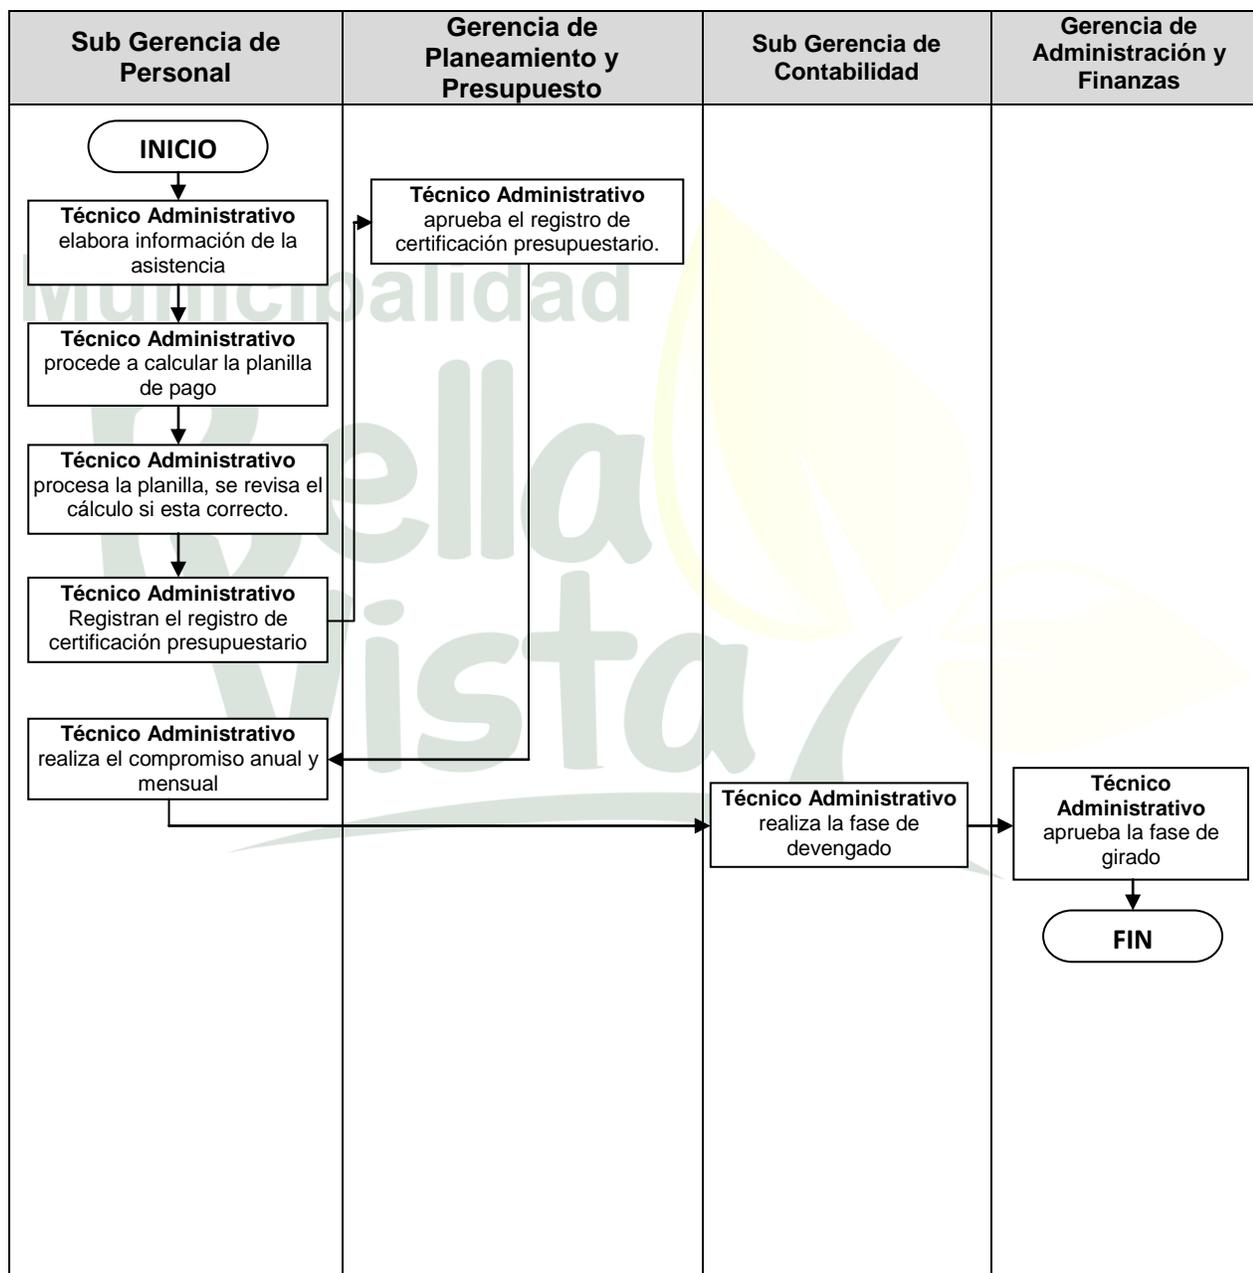 Sub Gerencia de
Personal
Gerencia de
Planeamiento y
Presupuesto
Sub Gerencia de
Contabilidad
Gerencia de
Administración y
Finanzas
INICIO
Técnico Administrativo
elabora información de la
asistencia
Técnico Administrativo
procede a calcular la planilla
de pago
Técnico Administrativo
procesa la planilla, se revisa el
cálculo si esta correcto.
Técnico Administrativo
Registran el registro de
certificación presupuestario
Técnico Administrativo
aprueba el registro de
certificación presupuestario.
Técnico Administrativo
realiza el compromiso anual y
mensual
Técnico Administrativo
realiza la fase de
devengado
Técnico
Administrativo
aprueba la fase de
girado
FIN
Municipalidad
Bella
Vista